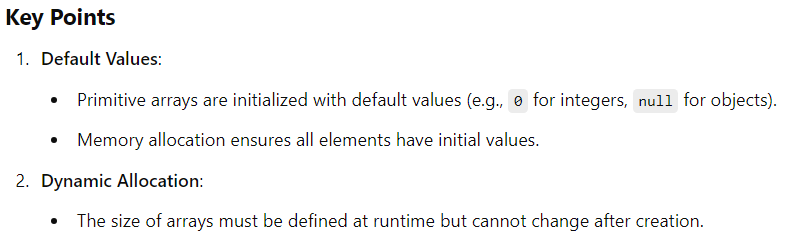 Key Points
1. Default Values:
• Primitive arrays are initialized with default values (e.g., 0 for integers, null for objects).
• Memory allocation ensures all elements have initial values.
2. Dynamic Allocation:
• The size of arrays must be defined at runtime but cannot change after creation.